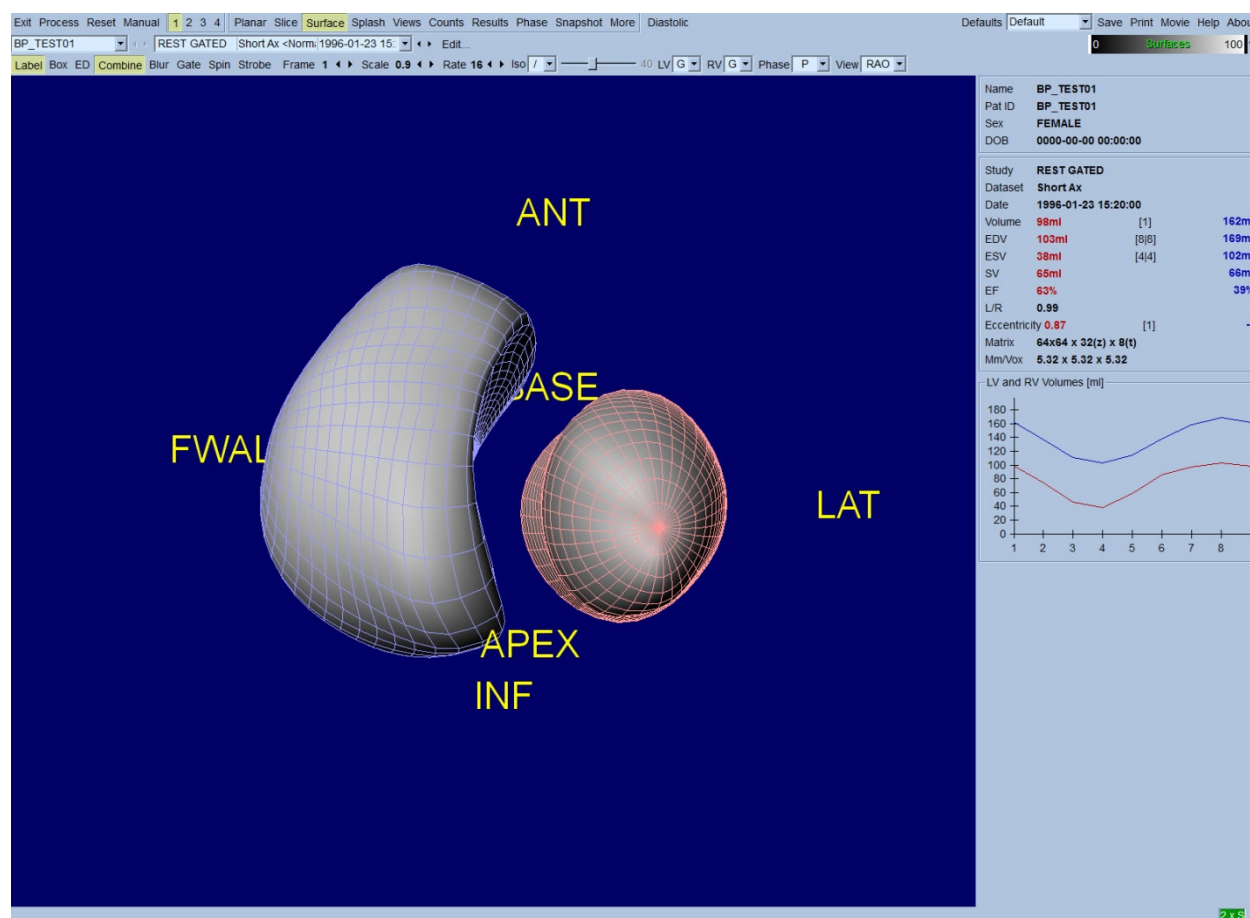 Exit Process Reset Manual 1 2 3 4 Planar Slice Surface Splash Views Counts Results Phase Snapshot More Diastolic Defaults Default Save Print Movie Help Abou
BP_TEST01 REST GATED Short Ax <Norm: 1996-01-23 15: Edit... 0 Surfaces 100
Label Box ED Combine Blur Gate Spin Strobe Frame 1 Scale 0.9 Rate 16 Iso / 40 LV G RV G Phase P View RAO
ANT
BASE
FWAL
LAT
APEX
INF
Name BP_TEST01
Pat ID BP_TEST01
Sex FEMALE
DOB 0000-00-00 00:00:00
Study REST GATED
Dataset Short Ax
Date 1996-01-23 15:20:00
Volume 98ml [1] 162m
EDV 103ml [8|8] 169m
ESV 38ml [4|4] 102m
SV 65ml 66m
EF 63% 39%
L/R 0.99
Eccentricity 0.87 [1] -
Matrix 64x64 x 32(z) x 8(t)
Mm/Vox 5.32 x 5.32 x 5.32
LV and RV Volumes [ml]
180
160
140
120
100
80
60
40
20
0
1 2 3 4 5 6 7 8
2 x S